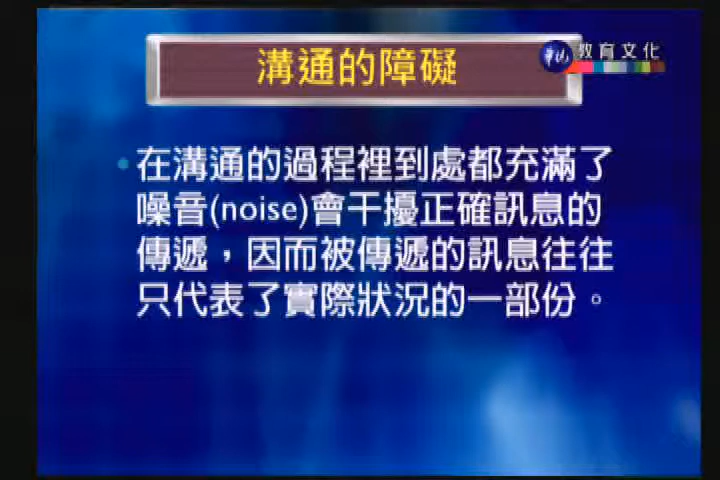 溝通的障礙
華視 教育文化
在溝通的過程裡到處都充滿了
噪音(noise)會干擾正確訊息的
傳遞，因而被傳遞的訊息往往
只代表了實際狀況的一部份。